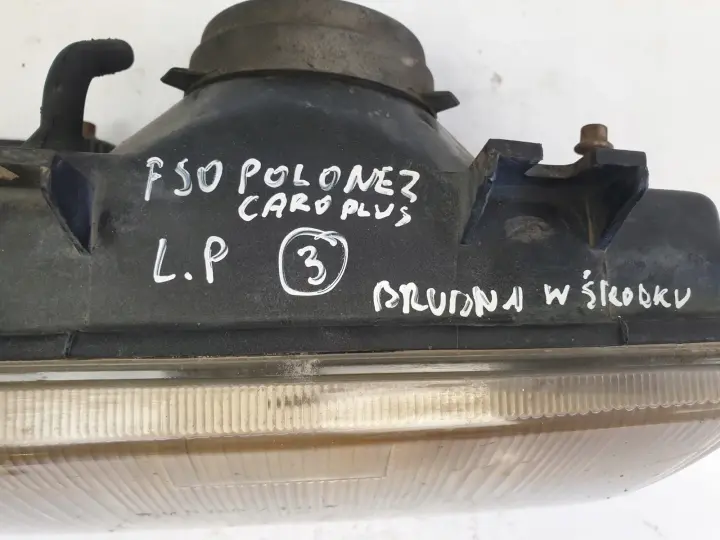 FSO POLONEZ
CARO PLUS
L.P 3
BRUDNA W ŚRODKU